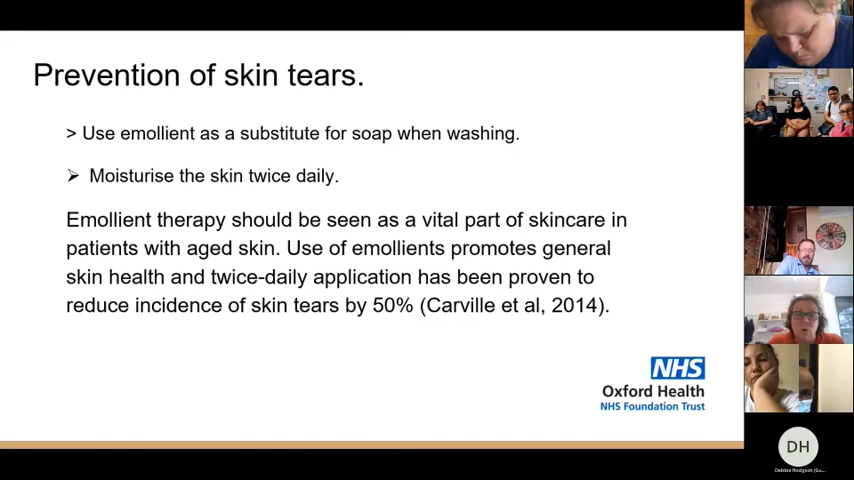 Prevention of skin tears.
> Use emollient as a substitute for soap when washing.
➢ Moisturise the skin twice daily.
Emollient therapy should be seen as a vital part of skincare in
patients with aged skin. Use of emollients promotes general
skin health and twice-daily application has been proven to
reduce incidence of skin tears by 50% (Carville et al, 2014).
NHS
Oxford Health
NHS Foundation Trust
DH
Debbie Hodgson (Gu...